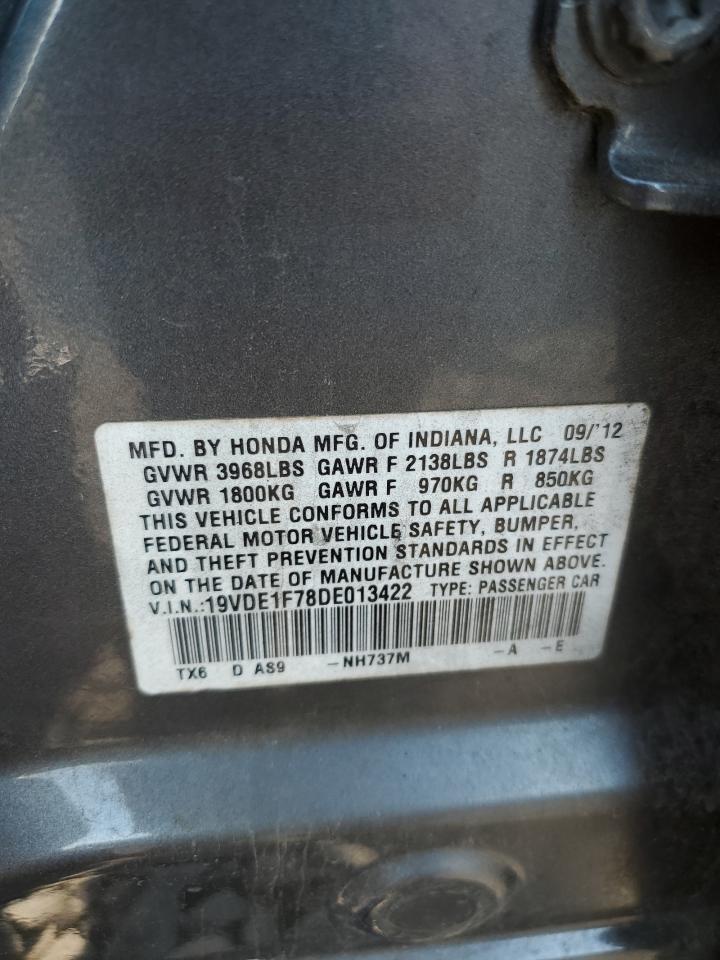 MFD. BY HONDA MFG. OF INDIANA, LLC 09/'12
GVWR 3968LBS GAWR F 2138LBS R 1874LBS
GVWR 1800KG GAWR F 970KG R 850KG
THIS VEHICLE CONFORMS TO ALL APPLICABLE
FEDERAL MOTOR VEHICLE SAFETY, BUMPER,
AND THEFT PREVENTION STANDARDS IN EFFECT
ON THE DATE OF MANUFACTURE SHOWN ABOVE.
V.I.N.:19VDE1F78DE013422 TYPE: PASSENGER CAR
TX6 D AS9 -NH737M -A -E